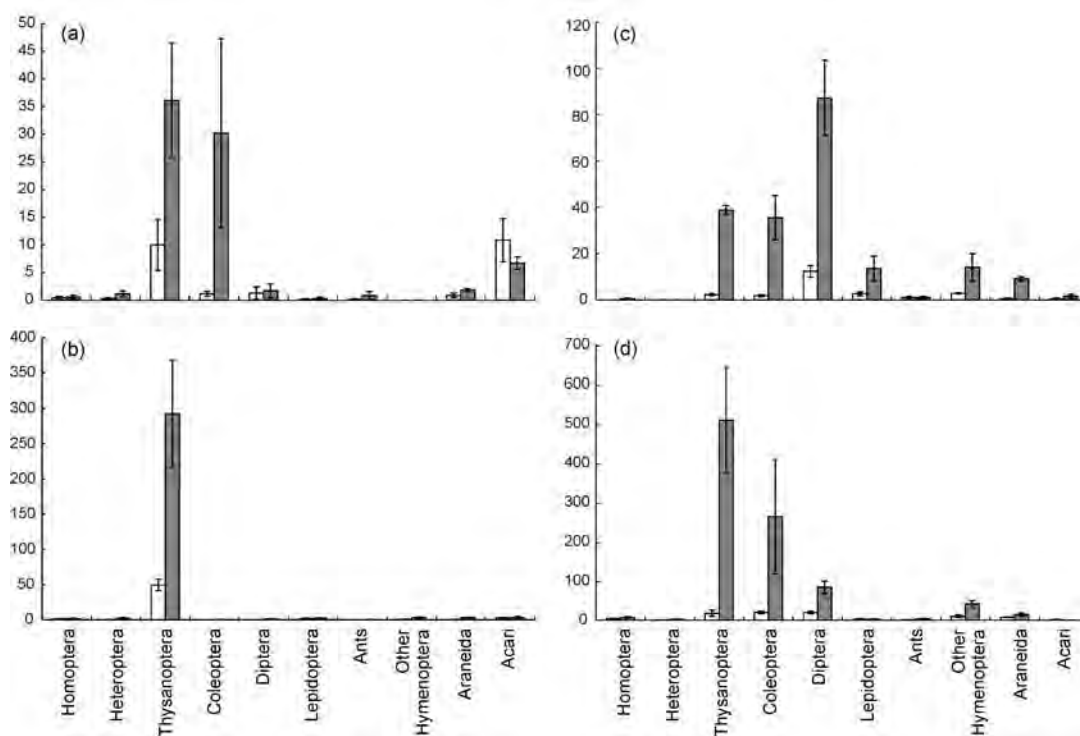 (a)
50
45
40
35
30
25
20
15
10
5
0
(c)
120
100
80
60
40
20
0
(b)
400
350
300
250
200
150
100
50
0
Homoptera
Heteroptera
Thysanoptera
Coleoptera
Diptera
Lepidoptera
Ants
Other
Hymenoptera
Araneida
Acari
(d)
700
600
500
400
300
200
100
0
Homoptera
Heteroptera
Thysanoptera
Coleoptera
Diptera
Lepidoptera
Ants
Other
Hymenoptera
Araneida
Acari